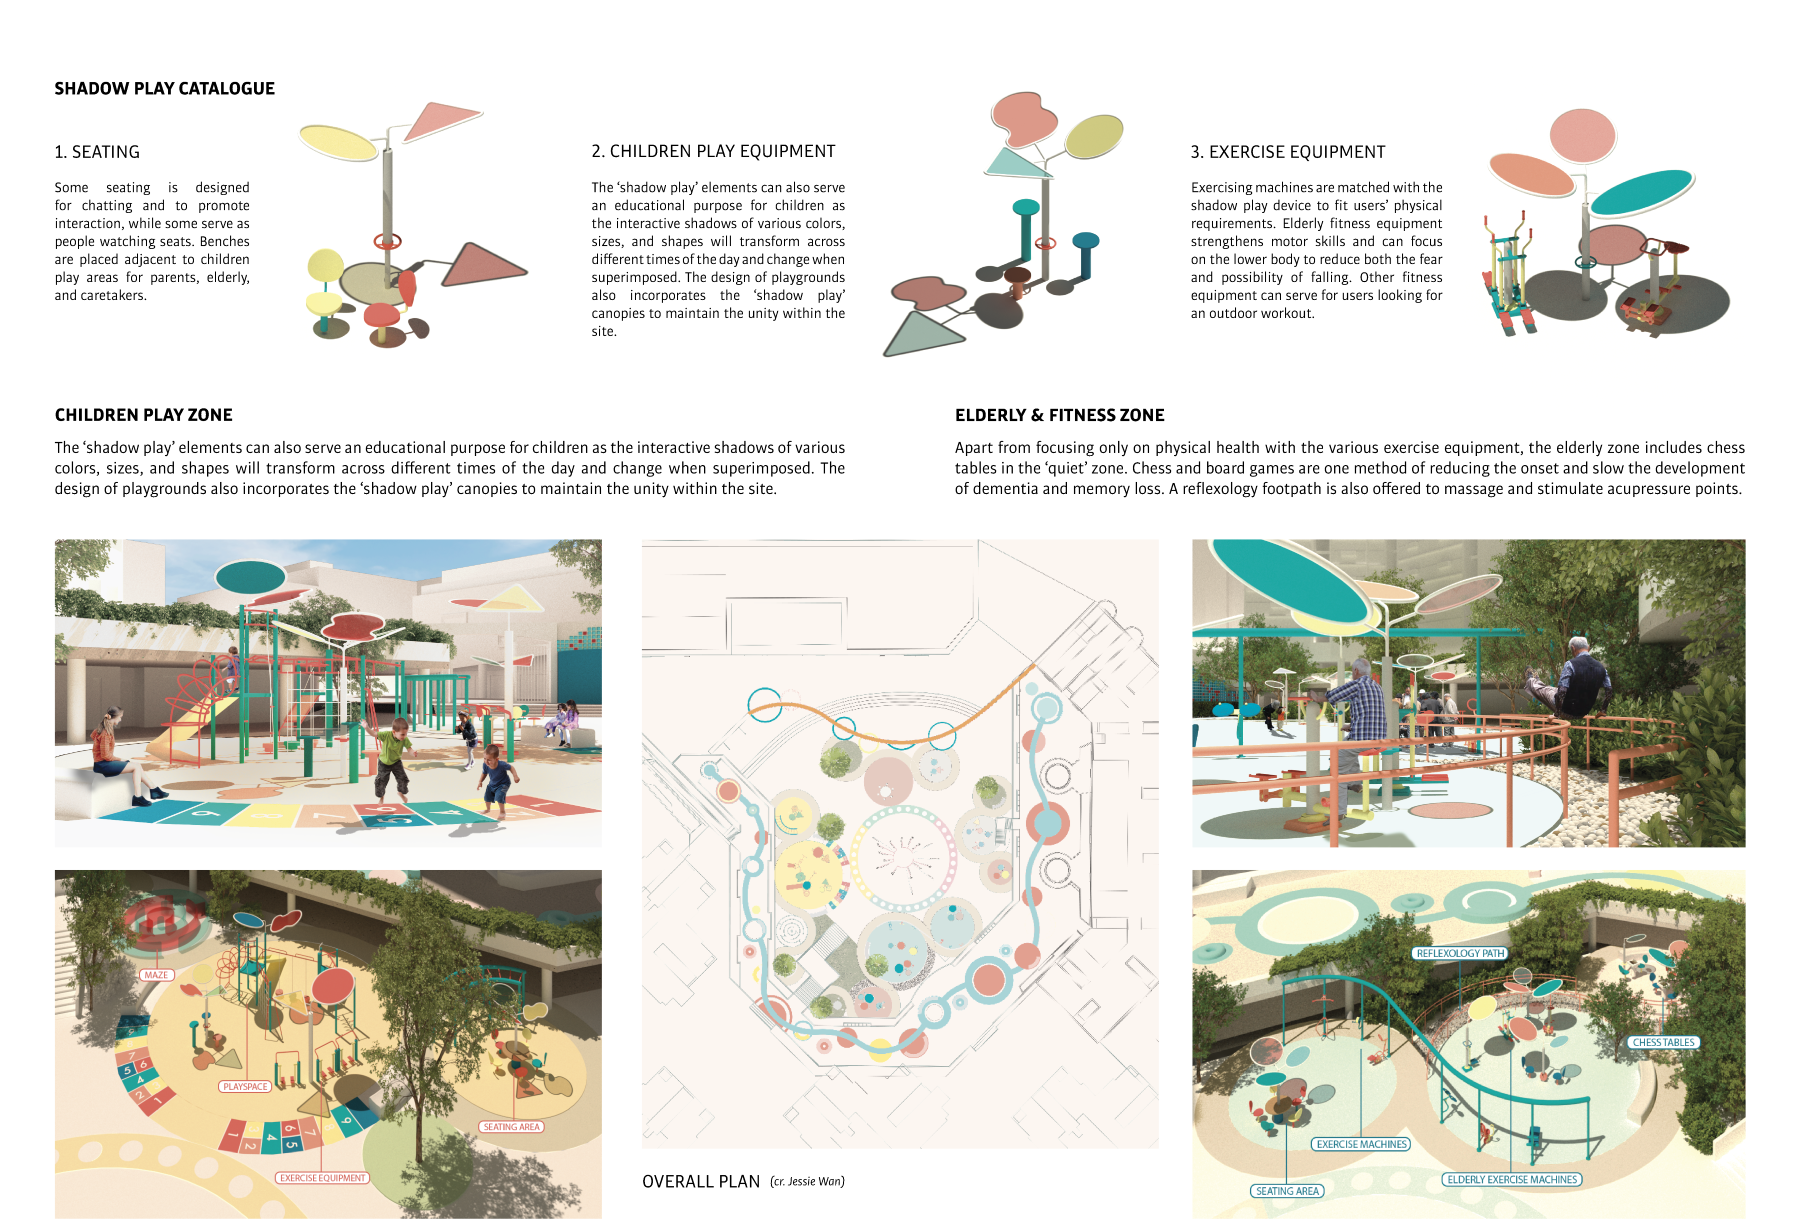 SHADOW PLAY CATALOGUE
1. SEATING
Some seating is designed
for chatting and to promote
interaction, while some serve as
people watching seats. Benches
are placed adjacent to children
play areas for parents, elderly,
and caretakers.
2. CHILDREN PLAY EQUIPMENT
The ‘shadow play’ elements can also serve
an educational purpose for children as
the interactive shadows of various colors,
sizes, and shapes will transform across
different times of the day and change when
superimposed. The design of playgrounds
also incorporates the ‘shadow play’
canopies to maintain the unity within the
site.
3. EXERCISE EQUIPMENT
Exercising machines are matched with the
shadow play device to fit users’ physical
requirements. Elderly fitness equipment
strengthens motor skills and can focus
on the lower body to reduce both the fear
and possibility of falling. Other fitness
equipment can serve for users looking for
an outdoor workout.
CHILDREN PLAY ZONE
The ‘shadow play’ elements can also serve an educational purpose for children as the interactive shadows of various
colors, sizes, and shapes will transform across different times of the day and change when superimposed. The
design of playgrounds also incorporates the ‘shadow play’ canopies to maintain the unity within the site.
ELDERLY & FITNESS ZONE
Apart from focusing only on physical health with the various exercise equipment, the elderly zone includes chess
tables in the ‘quiet’ zone. Chess and board games are one method of reducing the onset and slow the development
of dementia and memory loss. A reflexology footpath is also offered to massage and stimulate acupressure points.
MAZE
PLAYSPACE
SEATING AREA
EXERCISE EQUIPMENT
OVERALL PLAN (cr. Jessie Wan)
REFLEXOLOGY PATH
CHESS TABLES
EXERCISE MACHINES
ELDERLY EXERCISE MACHINES
SEATING AREA